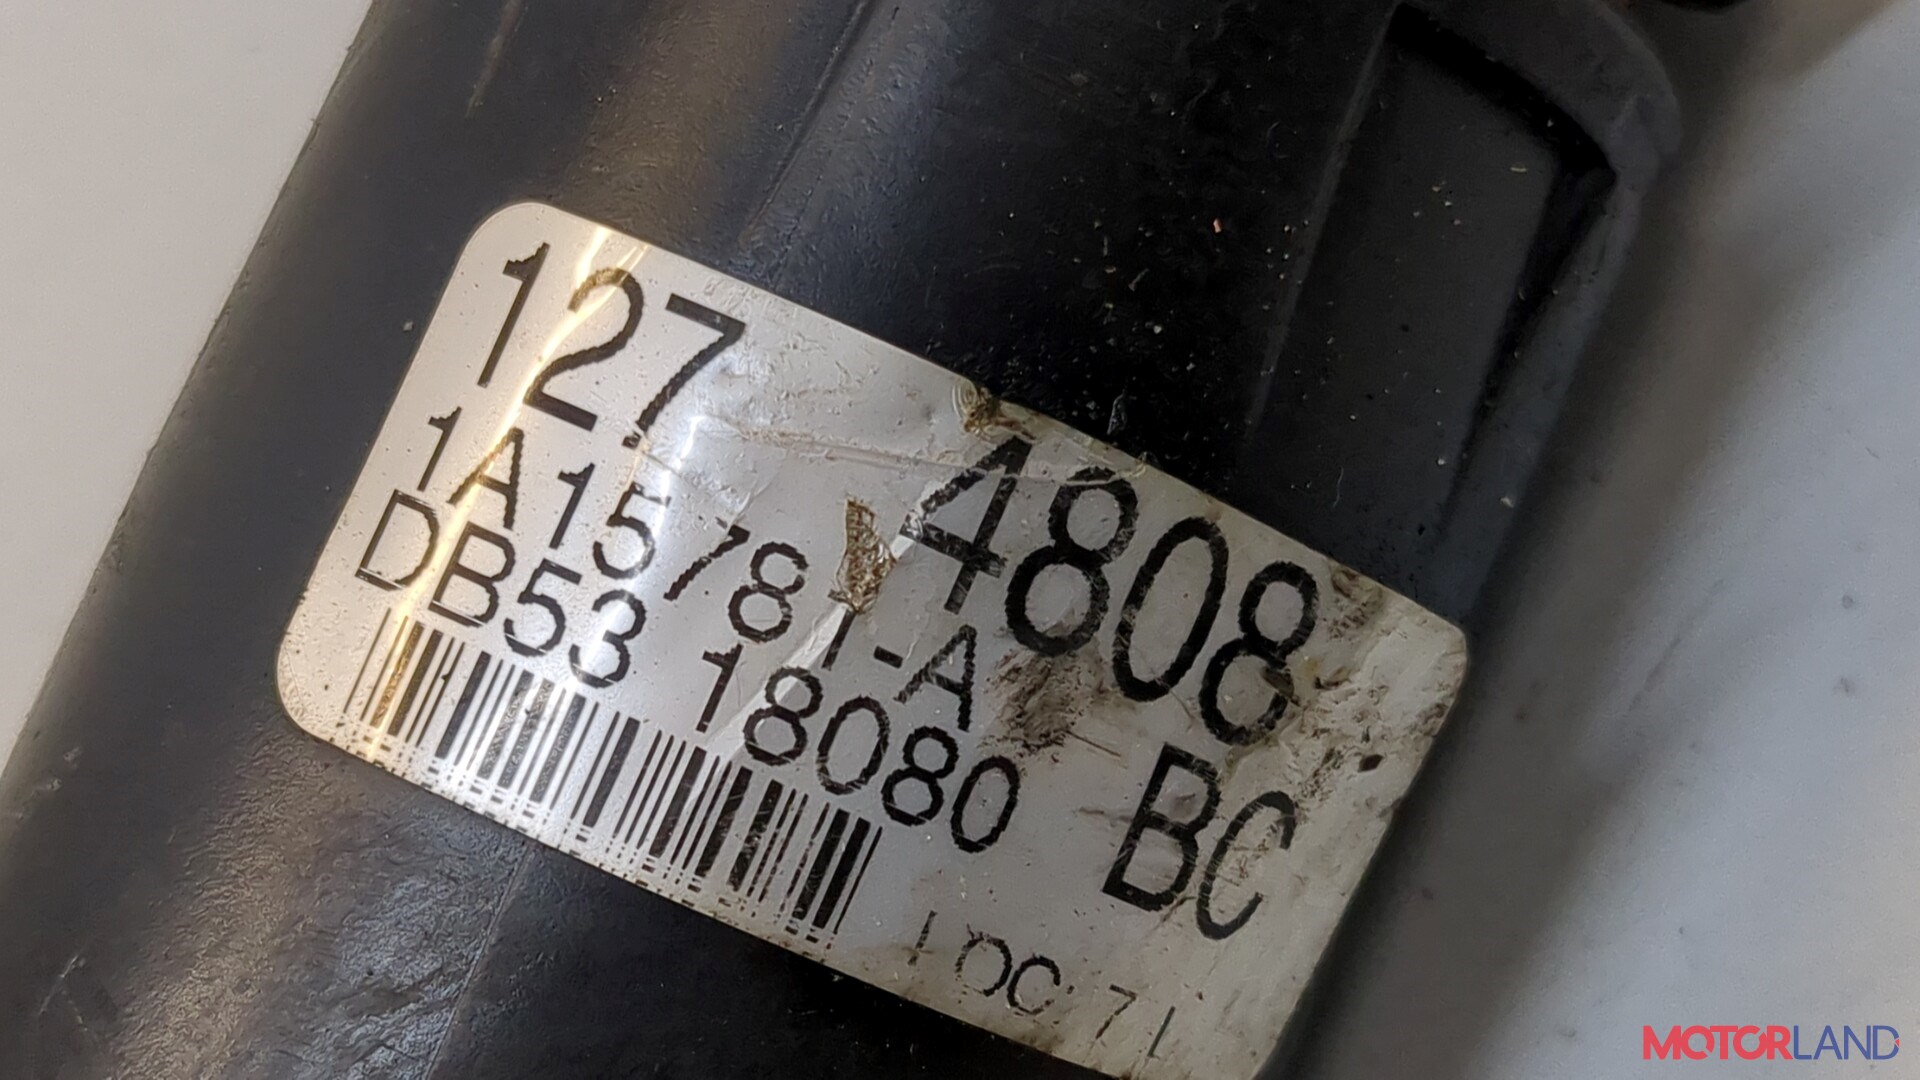 127 4808
1A15781-A
DB53 18080 BC
LOC: 7L
MOTORLAND